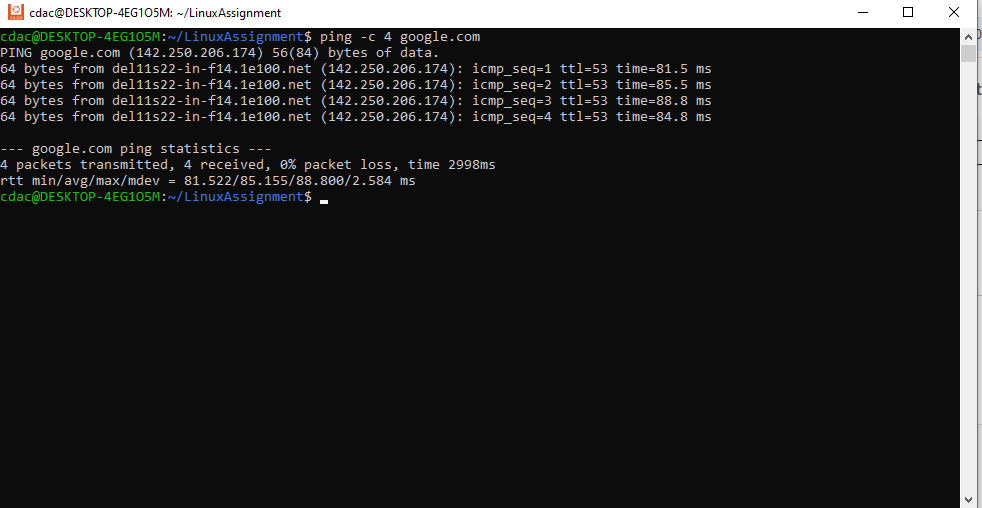 cdac@DESKTOP-4EG1O5M: ~/LinuxAssignment
cdac@DESKTOP-4EG1O5M:~/LinuxAssignment$ ping -c 4 google.com
PING google.com (142.250.206.174) 56(84) bytes of data.
64 bytes from del11s22-in-f14.1e100.net (142.250.206.174): icmp_seq=1 ttl=53 time=81.5 ms
64 bytes from del11s22-in-f14.1e100.net (142.250.206.174): icmp_seq=2 ttl=53 time=85.5 ms
64 bytes from del11s22-in-f14.1e100.net (142.250.206.174): icmp_seq=3 ttl=53 time=88.8 ms
64 bytes from del11s22-in-f14.1e100.net (142.250.206.174): icmp_seq=4 ttl=53 time=84.8 ms

--- google.com ping statistics ---
4 packets transmitted, 4 received, 0% packet loss, time 2998ms
rtt min/avg/max/mdev = 81.522/85.155/88.800/2.584 ms
cdac@DESKTOP-4EG1O5M:~/LinuxAssignment$